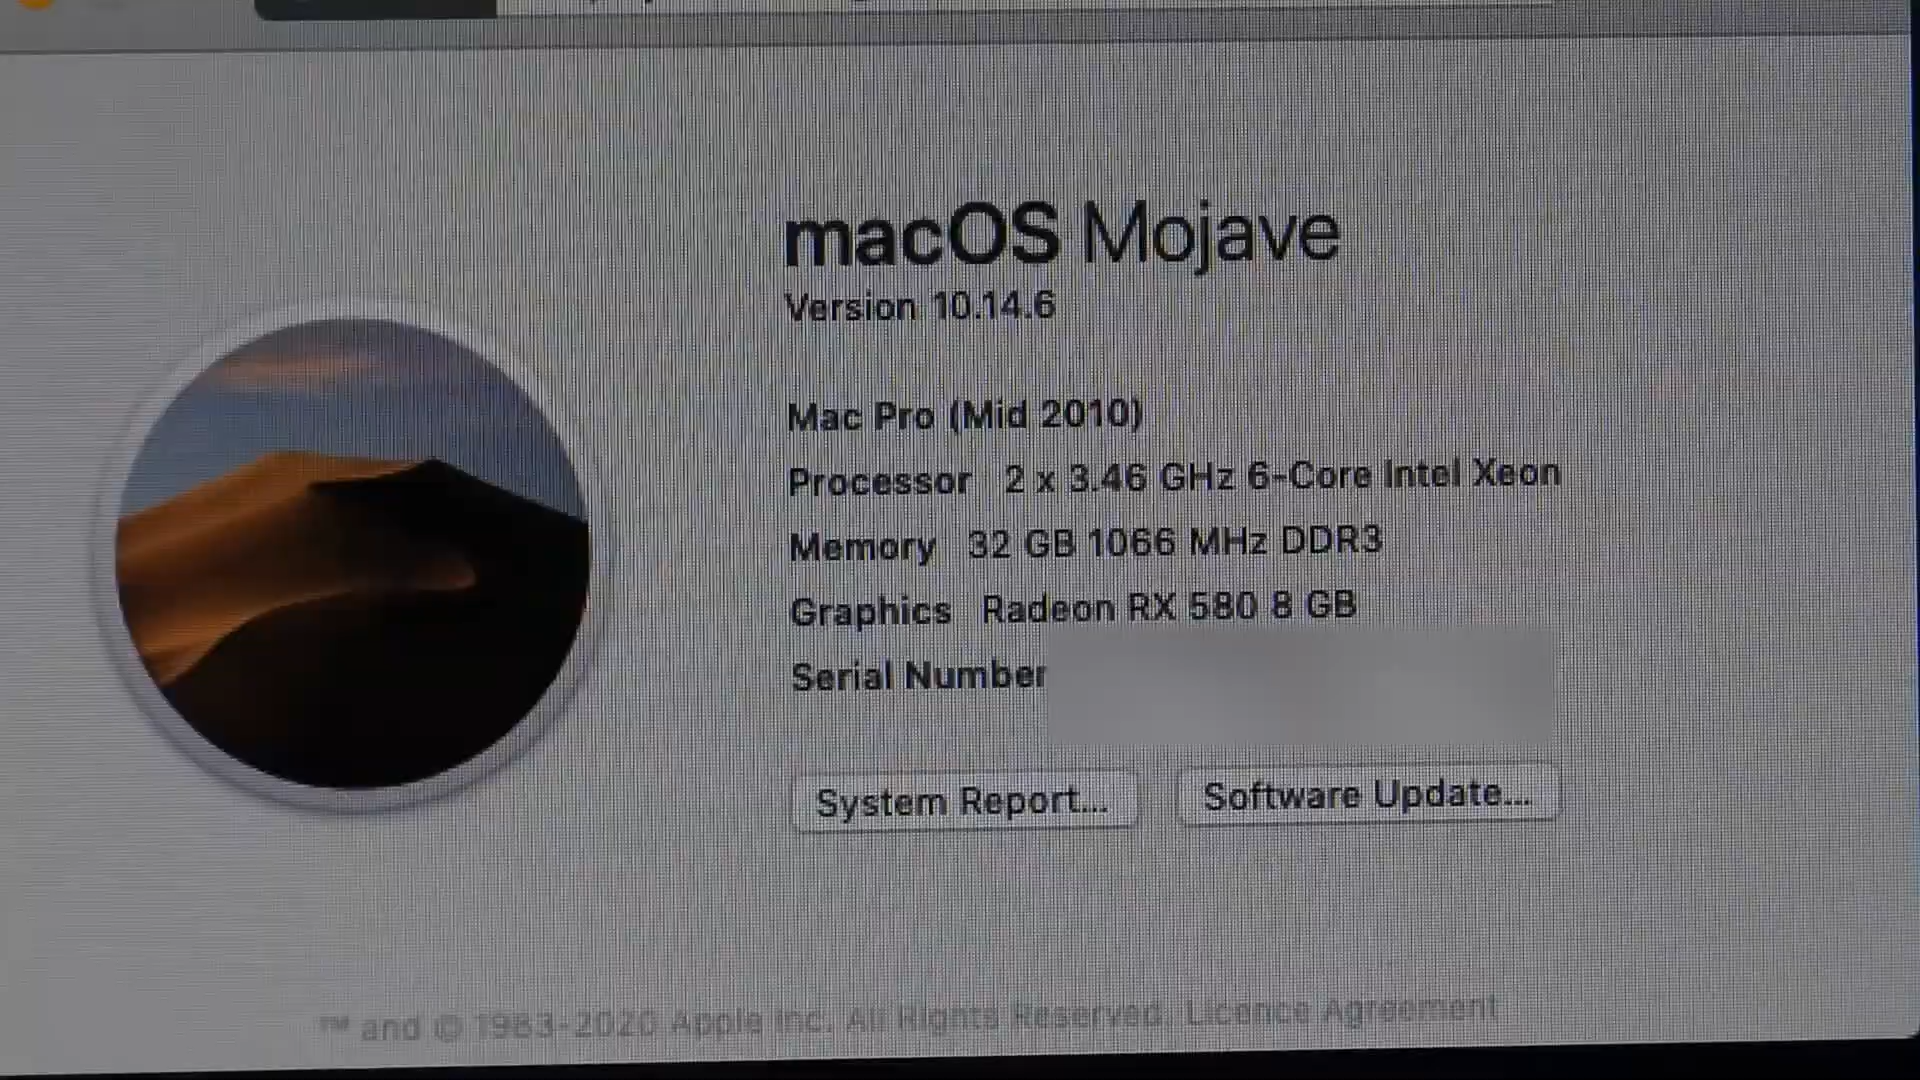 macOS Mojave
Version 10.14.6
Mac Pro (Mid 2010)
Processor 2 x 3.46 GHz 6-Core Intel Xeon
Memory 32 GB 1066 MHz DDR3
Graphics Radeon RX 580 8 GB
Serial Number
System Report...
Software Update...
™ and © 1983-2020 Apple Inc. All Rights Reserved. Licence Agreement